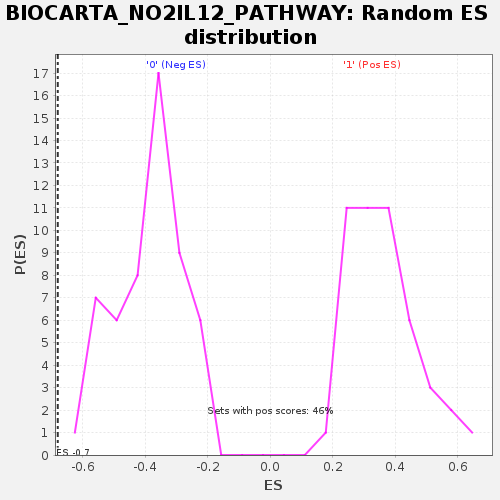 BIOCARTA_NO2IL12_PATHWAY: Random ES
distribution
'0' (Neg ES)
'1' (Pos ES)
17
16
15
14
13
12
11
10
9
8
7
6
5
4
3
2
1
0
P(ES)
Sets with pos scores: 46%
ES -0.7
-0.6 -0.4 -0.2 0.0 0.2 0.4 0.6
ES